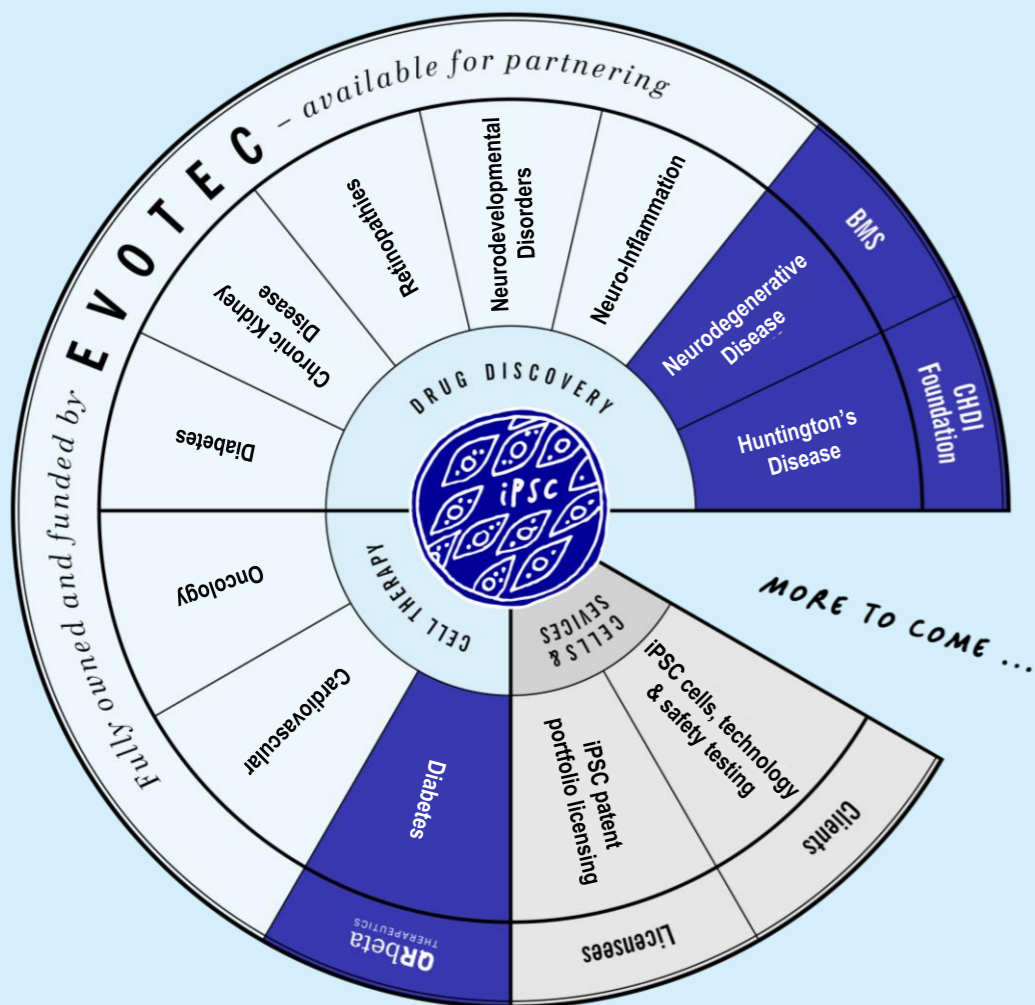 Fully owned and funded by EVOTEC – available for partnering
Diabetes
Chronic Kidney
Disease
Retinopathies
Neurodevelopmental
Disorders
Neuro-Inflammation
Neurodegenerative
Disease
BMS
Huntington's
Disease
CHDI
Foundation
DRUG DISCOVERY
iPSC
CELL THERAPY
Oncology
Cardiovascular
Diabetes
QRbeta
THERAPEUTICS
CELLS &
SEVICES
iPSC patent
portfolio licensing
Licensees
iPSC cells, technology
& safety testing
Clients
MORE TO COME ...